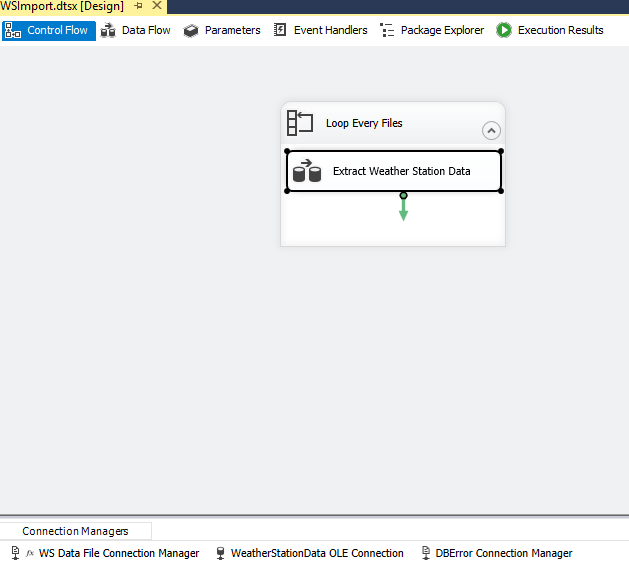 WSImport.dtsx [Design]
Control Flow Data Flow Parameters Event Handlers Package Explorer Execution Results
Loop Every Files
Extract Weather Station Data
Connection Managers
fx WS Data File Connection Manager WeatherStationData OLE Connection DBError Connection Manager